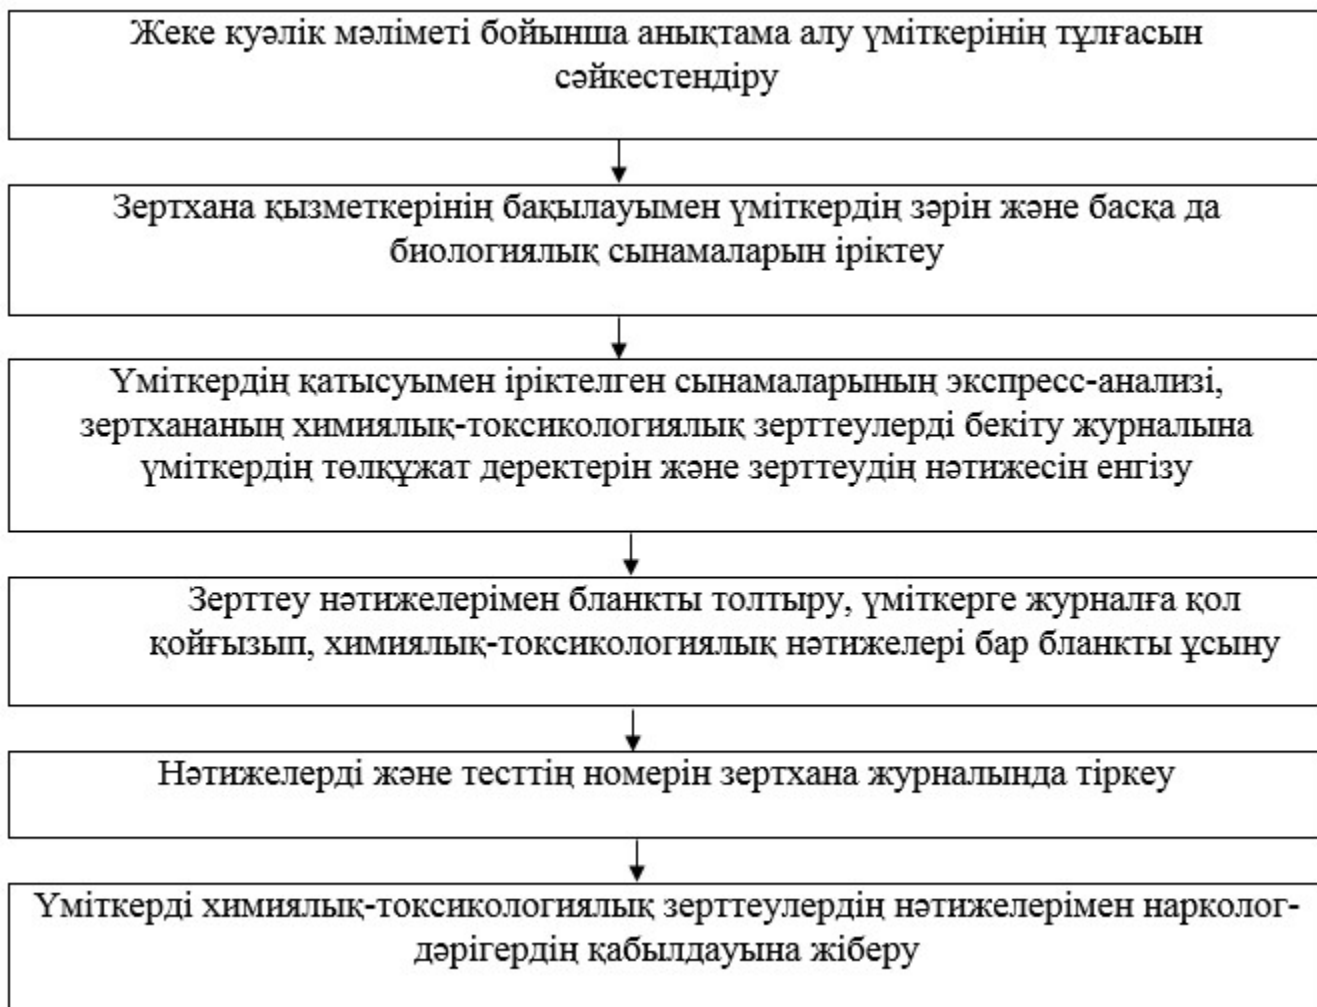 Жеке куәлік мәліметі бойынша анықтама алу үміткерінің тұлғасын
сәйкестендіру
Зертхана қызметкерінің бақылауымен үміткердің зәрін және басқа да
биологиялық сынамаларын іріктеу
Үміткердің қатысуымен іріктелген сынамаларының экспресс-анализі,
зертхананың химиялық-токсикологиялық зерттеулерді бекіту журналына
үміткердің төлқұжат деректерін және зерттеудің нәтижесін енгізу
Зерттеу нәтижелерімен бланкты толтыру, үміткерге журналға қол
қойғызып, химиялық-токсикологиялық нәтижелері бар бланкты ұсыну
Нәтижелерді және тесттің номерін зертхана журналында тіркеу
Үміткерді химиялық-токсикологиялық зерттеулердің нәтижелерімен нарколог-
дәрігердің қабылдауына жіберу